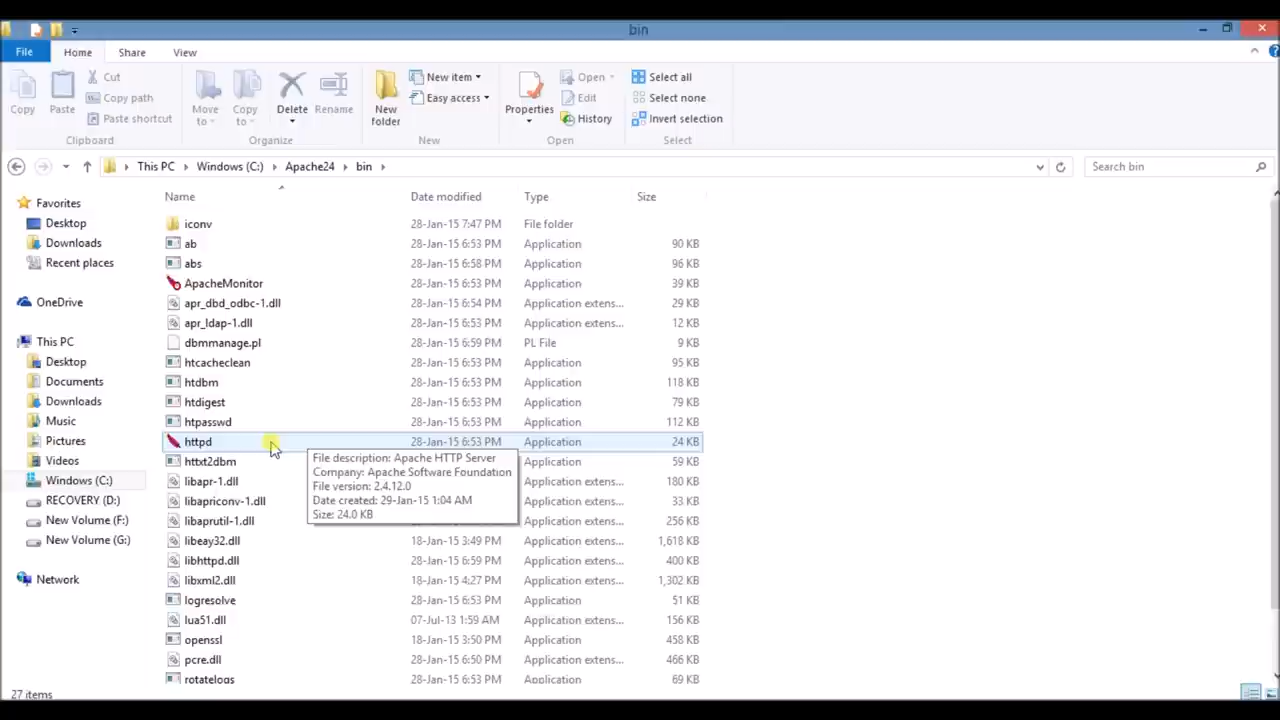 bin
File Home Share View
Copy Paste Cut Copy path Paste shortcut
Clipboard
Move to Copy to Delete Rename
Organize
New folder New item Easy access
New
Properties Open Edit History
Open
Select all Select none Invert selection
Select
This PC Windows (C:) Apache24 bin
Search bin
Favorites
Desktop
Downloads
Recent places
OneDrive
This PC
Desktop
Documents
Downloads
Music
Pictures
Videos
Windows (C:)
RECOVERY (D:)
New Volume (F:)
New Volume (G:)
Network
Name Date modified Type Size
iconv 28-Jan-15 7:47 PM File folder
ab 28-Jan-15 6:53 PM Application 90 KB
abs 28-Jan-15 6:58 PM Application 96 KB
ApacheMonitor 28-Jan-15 6:53 PM Application 39 KB
apr_dbd_odbc-1.dll 28-Jan-15 6:54 PM Application extens... 29 KB
apr_ldap-1.dll 28-Jan-15 6:53 PM Application extens... 12 KB
dbmmanage.pl 28-Jan-15 6:59 PM PL File 9 KB
htcacheclean 28-Jan-15 6:53 PM Application 95 KB
htdbm 28-Jan-15 6:53 PM Application 118 KB
htdigest 28-Jan-15 6:53 PM Application 79 KB
htpasswd 28-Jan-15 6:53 PM Application 112 KB
httpd 28-Jan-15 6:53 PM Application 24 KB
httxt2dbm Application 59 KB
libapr-1.dll Application extens... 180 KB
libapriconv-1.dll Application extens... 33 KB
libaprutil-1.dll Application extens... 256 KB
libeay32.dll 18-Jan-15 3:49 PM Application extens... 1,618 KB
libhttpd.dll 28-Jan-15 6:59 PM Application extens... 400 KB
libxml2.dll 18-Jan-15 4:27 PM Application extens... 1,302 KB
logresolve 28-Jan-15 6:53 PM Application 51 KB
lua51.dll 07-Jul-13 1:59 AM Application extens... 156 KB
openssl 18-Jan-15 3:50 PM Application 458 KB
pcre.dll 28-Jan-15 6:50 PM Application extens... 466 KB
rotatelogs 28-Jan-15 6:53 PM Application 69 KB
File description: Apache HTTP Server
Company: Apache Software Foundation
File version: 2.4.12.0
Date created: 29-Jan-15 1:04 AM
Size: 24.0 KB
27 items